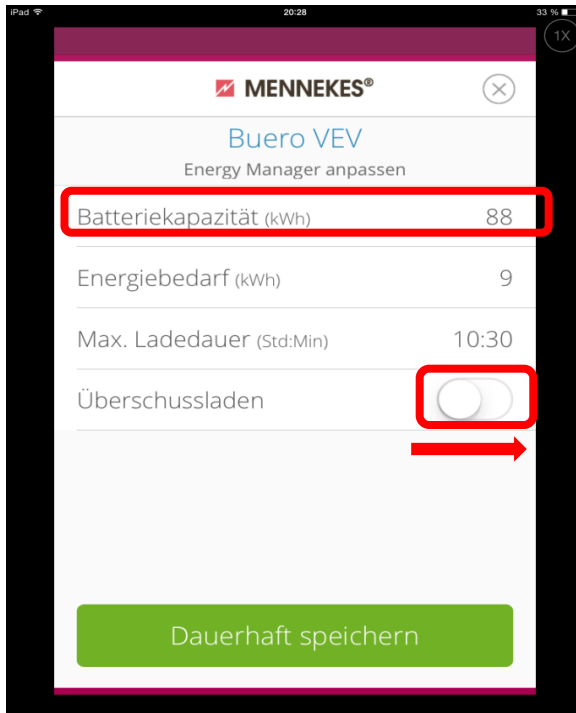 iPad 20:28 33 %
1X
MENNEKES®
Buero VEV
Energy Manager anpassen
Batteriekapazität (kWh) 88
Energiebedarf (kWh) 9
Max. Ladedauer (Std:Min) 10:30
Überschussladen
Dauerhaft speichern